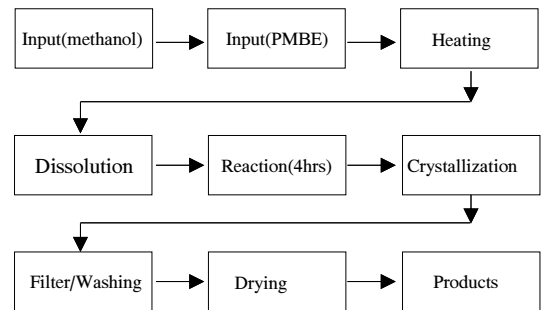 Input(methanol)
Input(PMBE)
Heating
Dissolution
Reaction(4hrs)
Crystallization
Filter/Washing
Drying
Products